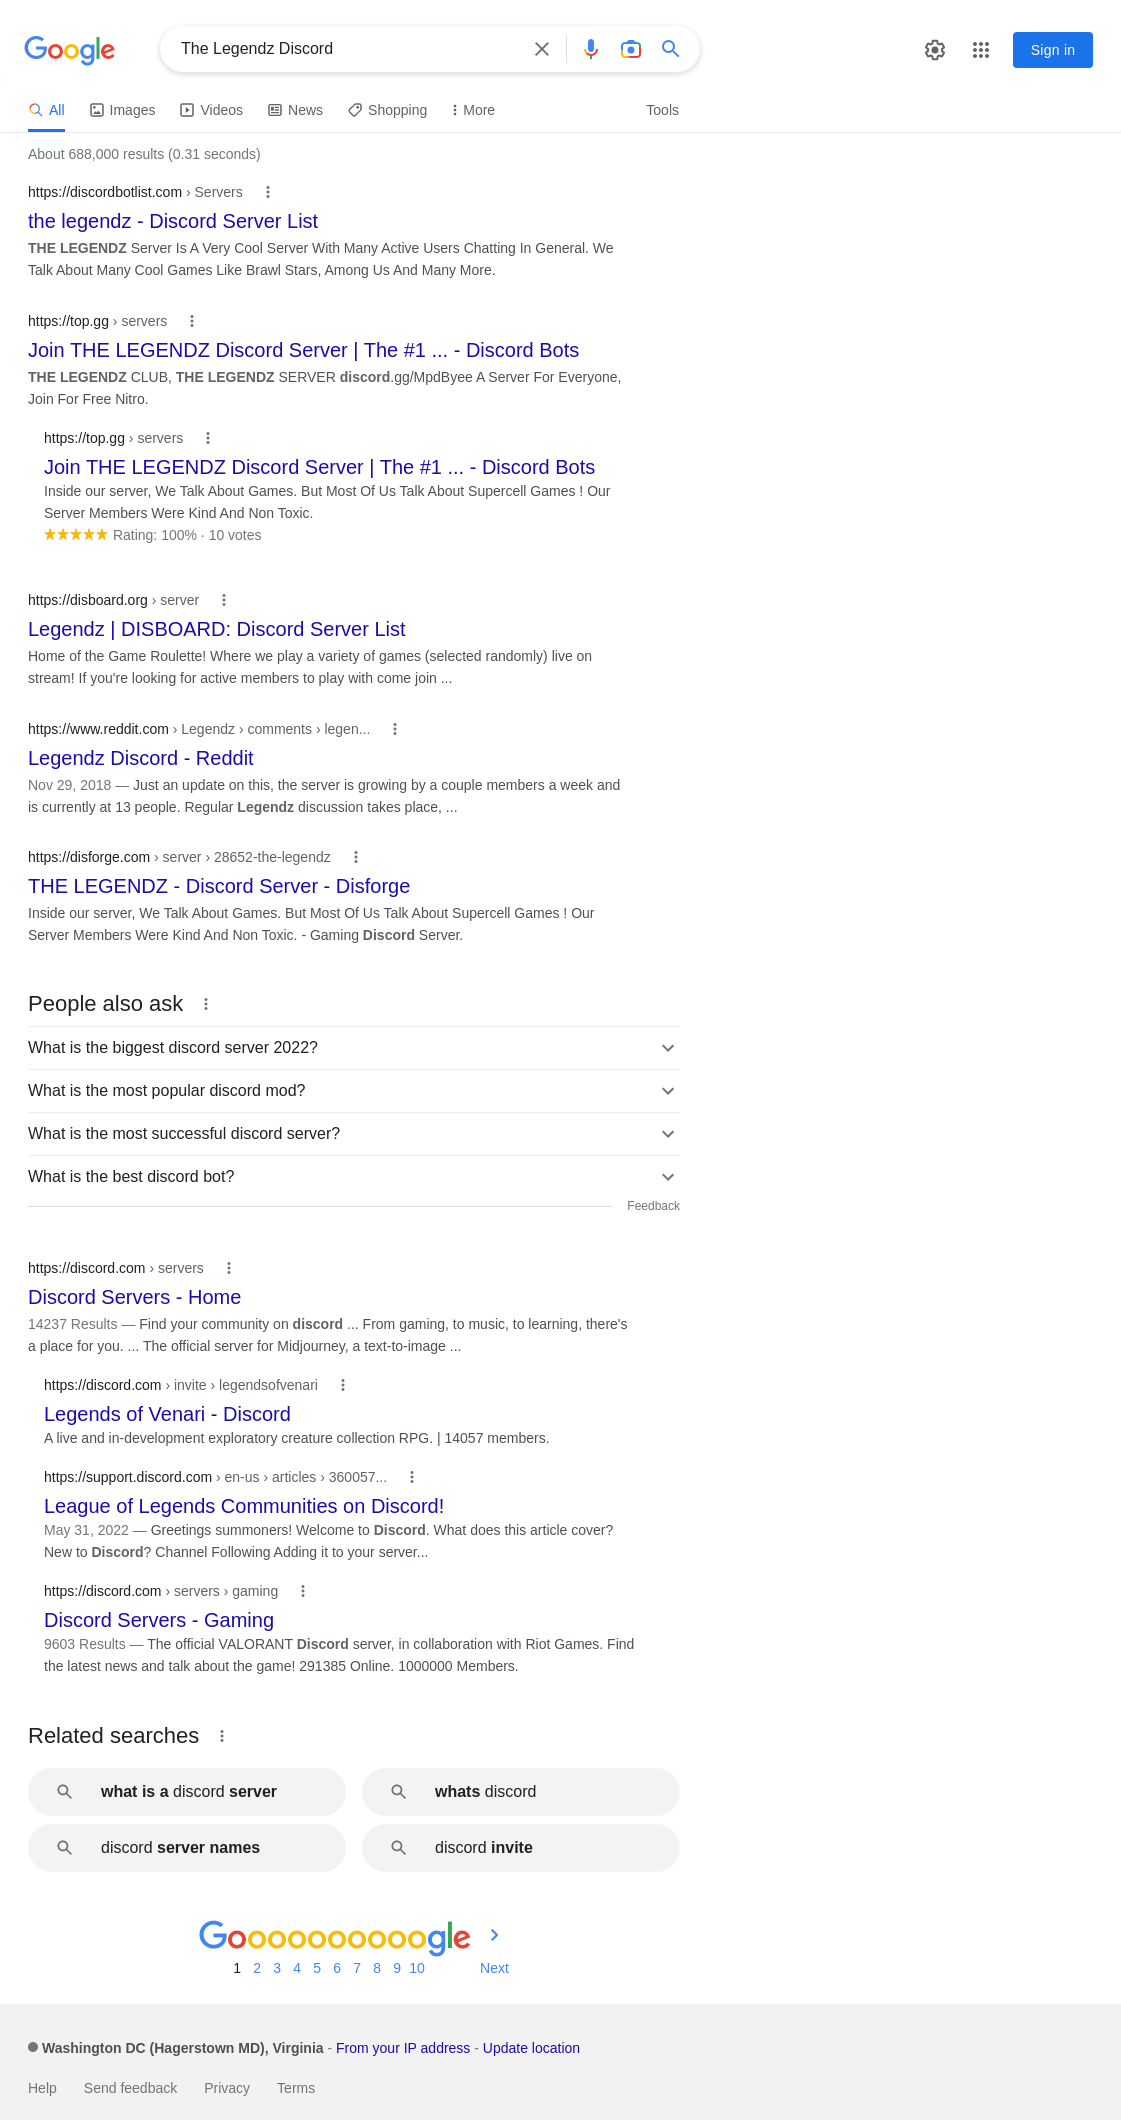 Google
The Legendz Discord
Sign in
All
Images
Videos
News
Shopping
More
Tools
About 688,000 results (0.31 seconds)
https://discordbotlist.com › Servers
the legendz - Discord Server List
THE LEGENDZ Server Is A Very Cool Server With Many Active Users Chatting In General. We
Talk About Many Cool Games Like Brawl Stars, Among Us And Many More.
https://top.gg › servers
Join THE LEGENDZ Discord Server | The #1 ... - Discord Bots
THE LEGENDZ CLUB, THE LEGENDZ SERVER discord.gg/MpdByee A Server For Everyone,
Join For Free Nitro.
https://top.gg › servers
Join THE LEGENDZ Discord Server | The #1 ... - Discord Bots
Inside our server, We Talk About Games. But Most Of Us Talk About Supercell Games ! Our
Server Members Were Kind And Non Toxic.
Rating: 100% · 10 votes
https://disboard.org › server
Legendz | DISBOARD: Discord Server List
Home of the Game Roulette! Where we play a variety of games (selected randomly) live on
stream! If you're looking for active members to play with come join ...
https://www.reddit.com › Legendz › comments › legen...
Legendz Discord - Reddit
Nov 29, 2018 — Just an update on this, the server is growing by a couple members a week and
is currently at 13 people. Regular Legendz discussion takes place, ...
https://disforge.com › server › 28652-the-legendz
THE LEGENDZ - Discord Server - Disforge
Inside our server, We Talk About Games. But Most Of Us Talk About Supercell Games ! Our
Server Members Were Kind And Non Toxic. - Gaming Discord Server.
People also ask
What is the biggest discord server 2022?
What is the most popular discord mod?
What is the most successful discord server?
What is the best discord bot?
Feedback
https://discord.com › servers
Discord Servers - Home
14237 Results — Find your community on discord ... From gaming, to music, to learning, there's
a place for you. ... The official server for Midjourney, a text-to-image ...
https://discord.com › invite › legendsofvenari
Legends of Venari - Discord
A live and in-development exploratory creature collection RPG. | 14057 members.
https://support.discord.com › en-us › articles › 360057...
League of Legends Communities on Discord!
May 31, 2022 — Greetings summoners! Welcome to Discord. What does this article cover?
New to Discord? Channel Following Adding it to your server...
https://discord.com › servers › gaming
Discord Servers - Gaming
9603 Results — The official VALORANT Discord server, in collaboration with Riot Games. Find
the latest news and talk about the game! 291385 Online. 1000000 Members.
Related searches
what is a discord server
whats discord
discord server names
discord invite
Goooooooooogle
1 2 3 4 5 6 7 8 9 10 Next
Washington DC (Hagerstown MD), Virginia - From your IP address - Update location
Help Send feedback Privacy Terms